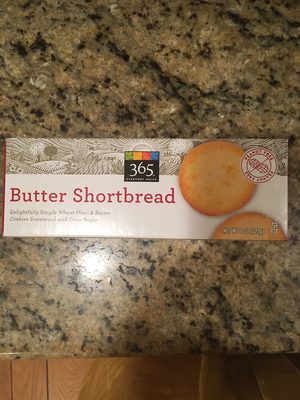 365
EVERYDAY VALUE
Butter Shortbread
Delightfully Simple Wheat Flour & Butter
Cookies Sweetened with Cane Sugar